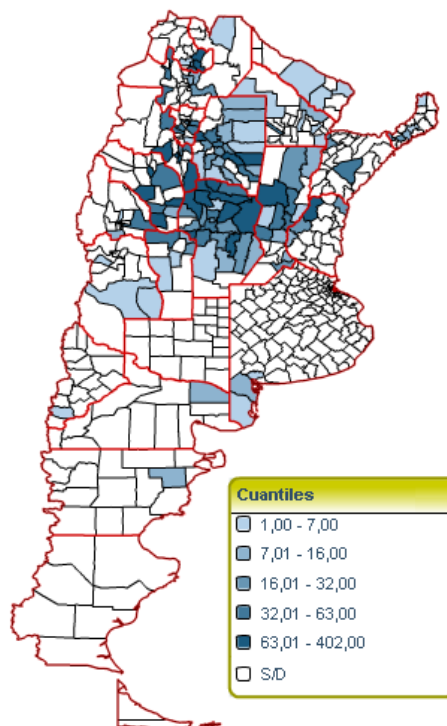 Cuantiles
1,00 - 7,00
7,01 - 16,00
16,01 - 32,00
32,01 - 63,00
63,01 - 402,00
S/D